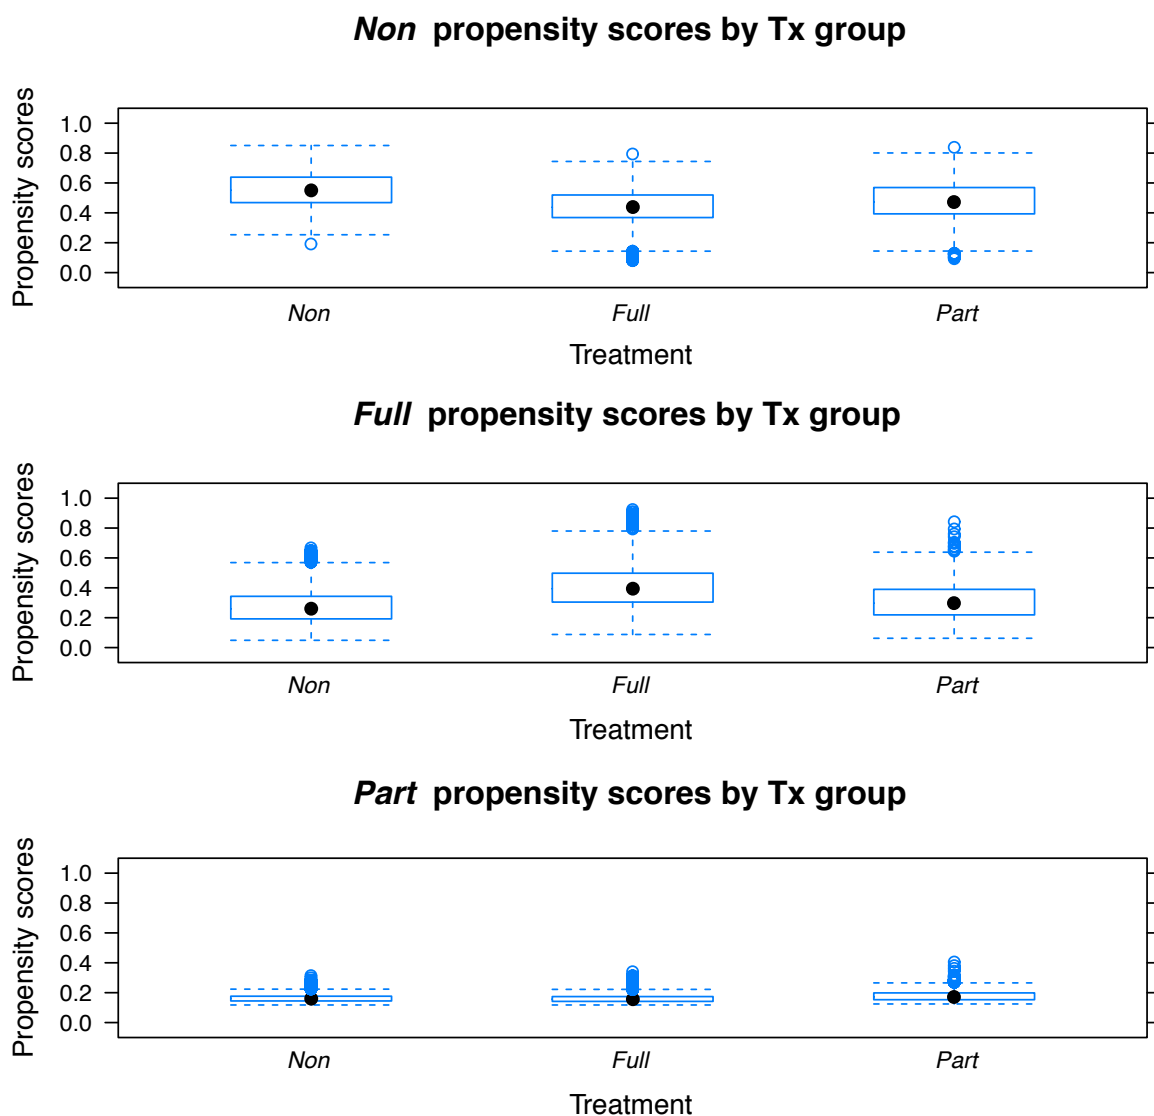 Non propensity scores by Tx group
Propensity scores
1.0
0.8
0.6
0.4
0.2
0.0
Non Full Part
Treatment
Full propensity scores by Tx group
Propensity scores
1.0
0.8
0.6
0.4
0.2
0.0
Non Full Part
Treatment
Part propensity scores by Tx group
Propensity scores
1.0
0.8
0.6
0.4
0.2
0.0
Non Full Part
Treatment